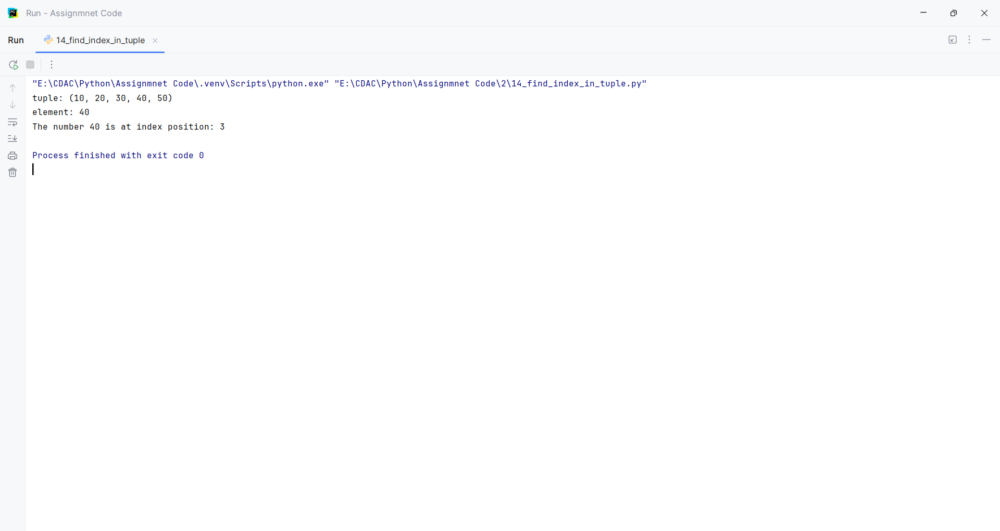 Run - Assignmnet Code
Run 14_find_index_in_tuple
"E:\CDAC\Python\Assignmnet Code\.venv\Scripts\python.exe" "E:\CDAC\Python\Assignmnet Code\2\14_find_index_in_tuple.py"
tuple: (10, 20, 30, 40, 50)
element: 40
The number 40 is at index position: 3
Process finished with exit code 0